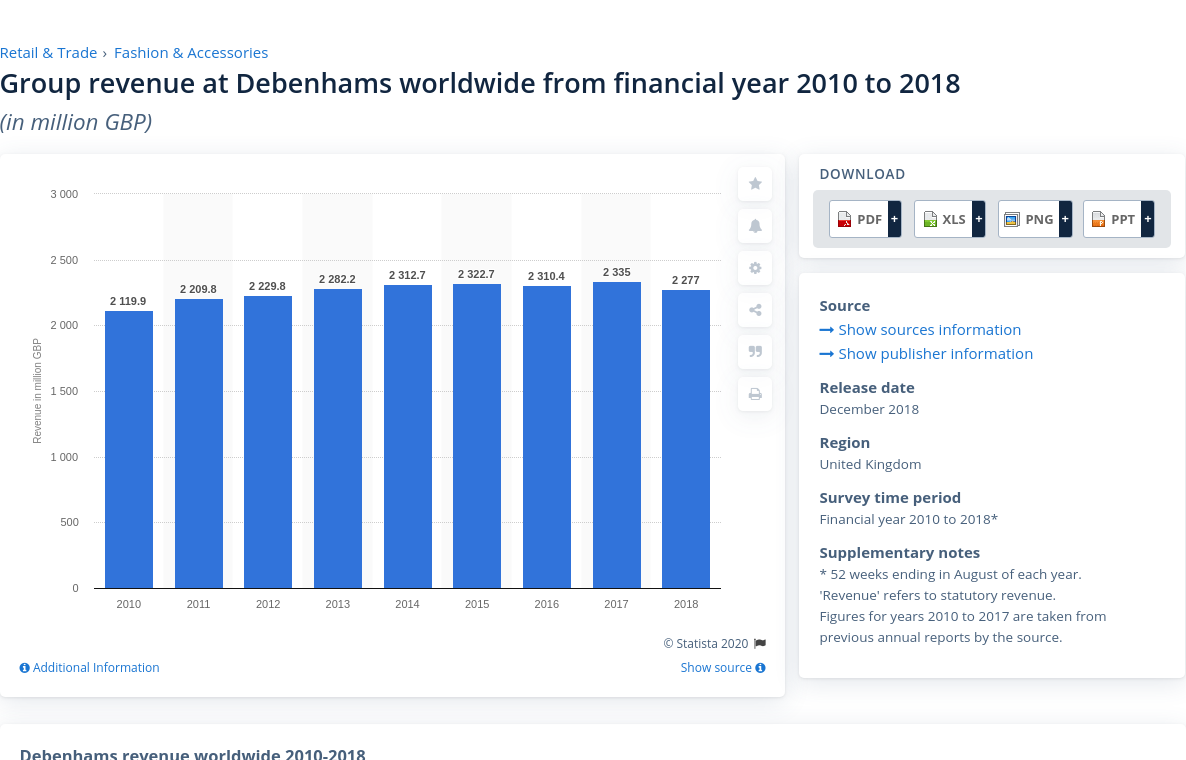 Retail & Trade › Fashion & Accessories
Group revenue at Debenhams worldwide from financial year 2010 to 2018
(in million GBP)
3 000
2 500
2 000
1 500
1 000
500
0
Revenue in million GBP
2 119.9
2 209.8
2 229.8
2 282.2
2 312.7
2 322.7
2 310.4
2 335
2 277
2010 2011 2012 2013 2014 2015 2016 2017 2018
© Statista 2020
Additional Information
Show source
DOWNLOAD
PDF + XLS + PNG + PPT +
Source
Show sources information
Show publisher information
Release date
December 2018
Region
United Kingdom
Survey time period
Financial year 2010 to 2018*
Supplementary notes
* 52 weeks ending in August of each year.
'Revenue' refers to statutory revenue.
Figures for years 2010 to 2017 are taken from
previous annual reports by the source.
Debenhams revenue worldwide 2010-2018